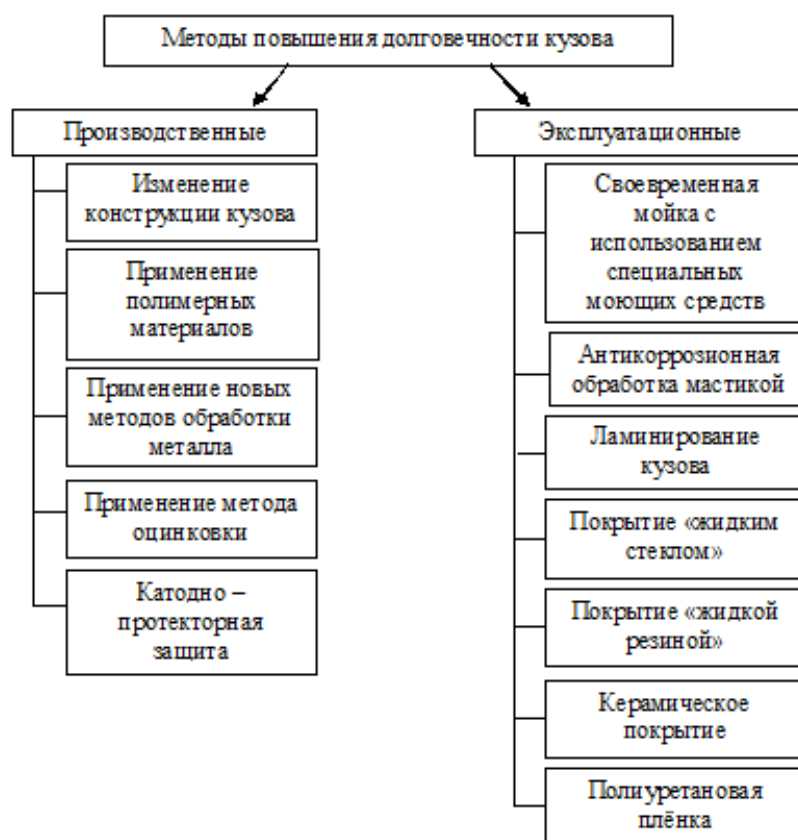 Методы повышения долговечности кузова
Производственные
Изменение
конструкции кузова
Применение
полимерных
материалов
Применение новых
методов обработки
металла
Применение метода
оцинковки
Катодно –
протекторная
защита
Эксплуатационные
Своевременная
мойка с
использованием
специальных
моющих средств
Антикоррозионная
обработка мастикой
Ламинирование
кузова
Покрытие «жидким
стеклом»
Покрытие «жидкой
резиной»
Керамическое
покрытие
Полиуретановая
плёнка